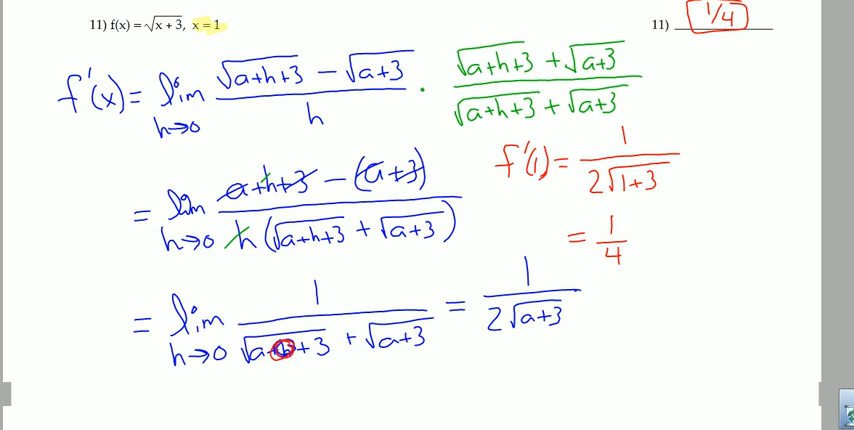 11) f(x) = √x + 3, x = 1
11) 1/4
f'(x) = lim h→0 (√a+h+3 − √a+3)/h · (√a+h+3 + √a+3)/(√a+h+3 + √a+3)
= lim h→0 (a+h+3 − (a+3))/(h(√a+h+3 + √a+3))
f'(1) = 1/(2√1+3)
= 1/4
= lim h→0 1/(√a+h+3 + √a+3) = 1/(2√a+3)